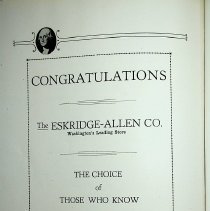 CONGRATULATIONS
The ESKRIDGE-ALLEN CO.
Washington's Leading Store
THE CHOICE
of
THOSE WHO KNOW